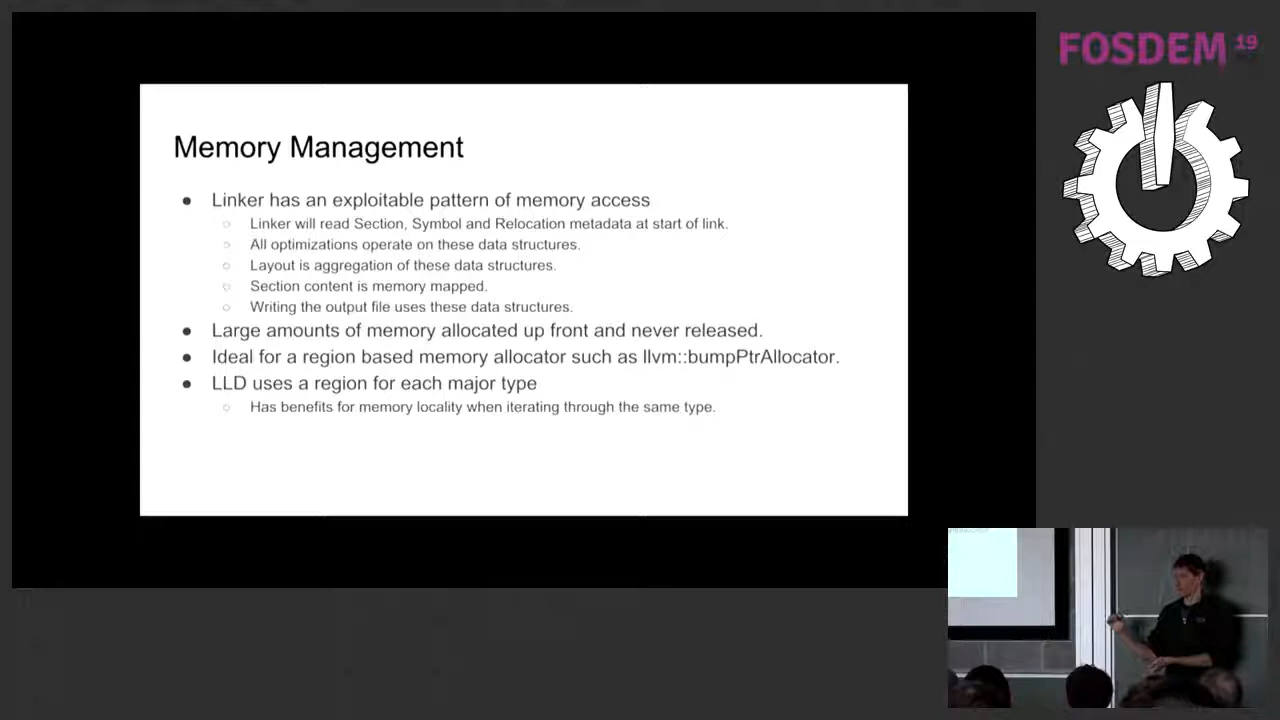 FOSDEM 19
Memory Management
● Linker has an exploitable pattern of memory access
○ Linker will read Section, Symbol and Relocation metadata at start of link.
○ All optimizations operate on these data structures.
○ Layout is aggregation of these data structures.
○ Section content is memory mapped.
○ Writing the output file uses these data structures.
● Large amounts of memory allocated up front and never released.
● Ideal for a region based memory allocator such as llvm::bumpPtrAllocator.
● LLD uses a region for each major type
○ Has benefits for memory locality when iterating through the same type.